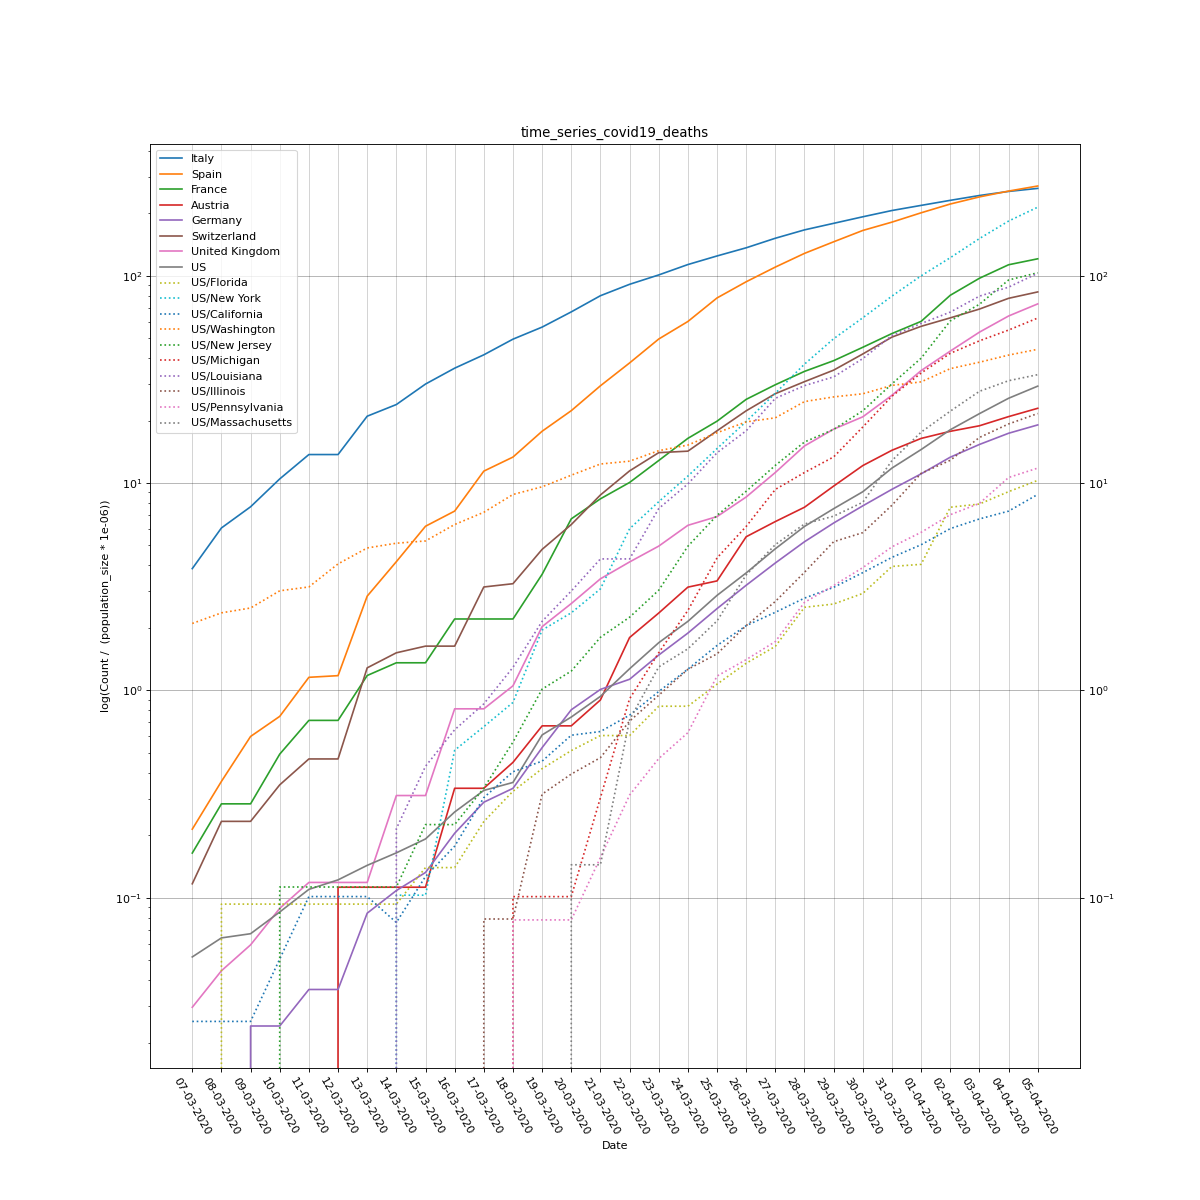 time_series_covid19_deaths
Italy
Spain
France
Austria
Germany
Switzerland
United Kingdom
US
US/Florida
US/New York
US/California
US/Washington
US/New Jersey
US/Michigan
US/Louisiana
US/Illinois
US/Pennsylvania
US/Massachusetts
log(Count / (population_size * 1e-06))
10² 10²
10¹ 10¹
10⁰ 10⁰
10⁻¹ 10⁻¹
07-03-2020
08-03-2020
09-03-2020
10-03-2020
11-03-2020
12-03-2020
13-03-2020
14-03-2020
15-03-2020
16-03-2020
17-03-2020
18-03-2020
19-03-2020
20-03-2020
21-03-2020
22-03-2020
23-03-2020
24-03-2020
25-03-2020
26-03-2020
27-03-2020
28-03-2020
29-03-2020
30-03-2020
31-03-2020
01-04-2020
02-04-2020
03-04-2020
04-04-2020
05-04-2020
Date